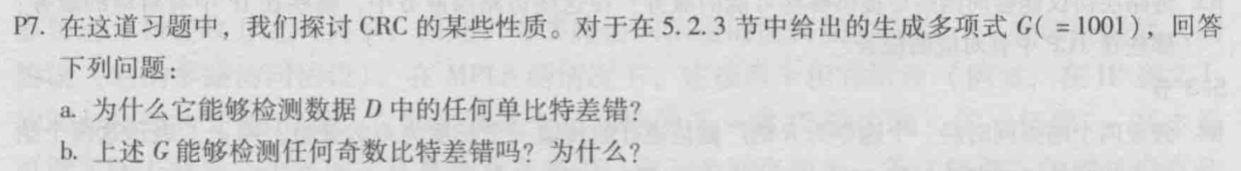 P7. 在这道习题中，我们探讨 CRC 的某些性质。对于在 5.2.3 节中给出的生成多项式 G( =1001)，回答
下列问题：
a. 为什么它能够检测数据 D 中的任何单比特差错？
b. 上述 G 能够检测任何奇数比特差错吗？为什么？